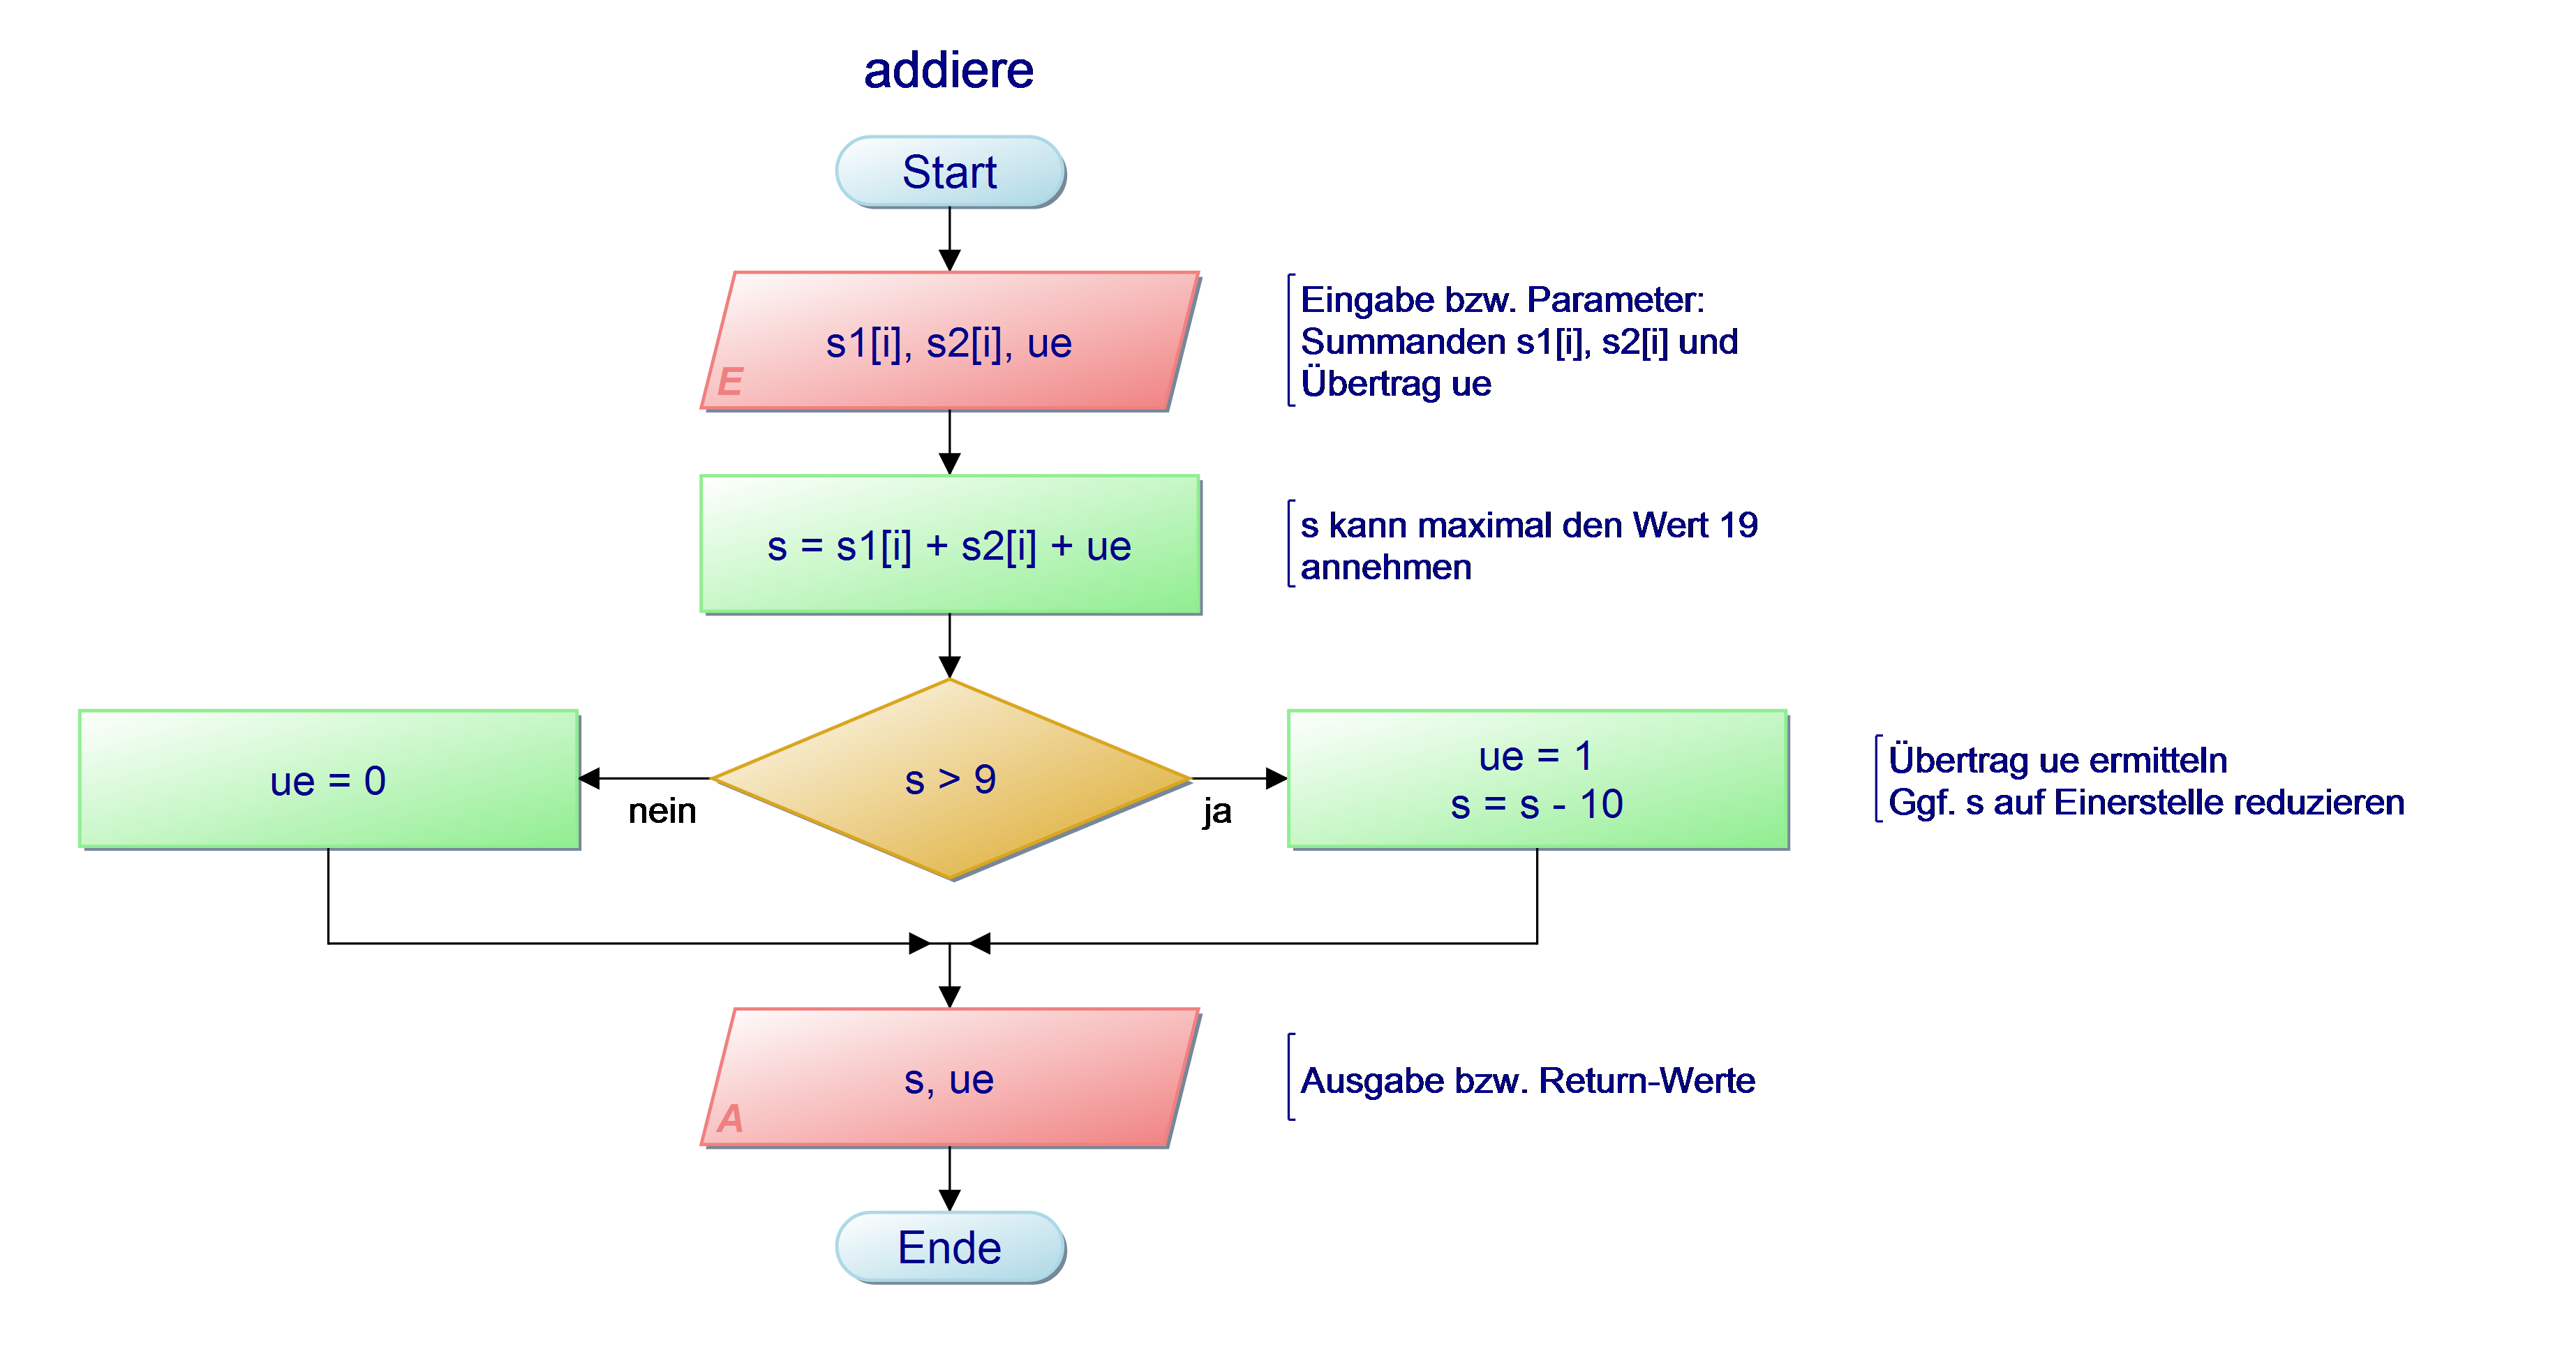 addiere
Start
s1[i], s2[i], ue
E
Eingabe bzw. Parameter:
Summanden s1[i], s2[i] und
Übertrag ue
s = s1[i] + s2[i] + ue
s kann maximal den Wert 19
annehmen
ue = 0
nein
s > 9
ja
ue = 1
s = s - 10
Übertrag ue ermitteln
Ggf. s auf Einerstelle reduzieren
s, ue
A
Ausgabe bzw. Return-Werte
Ende